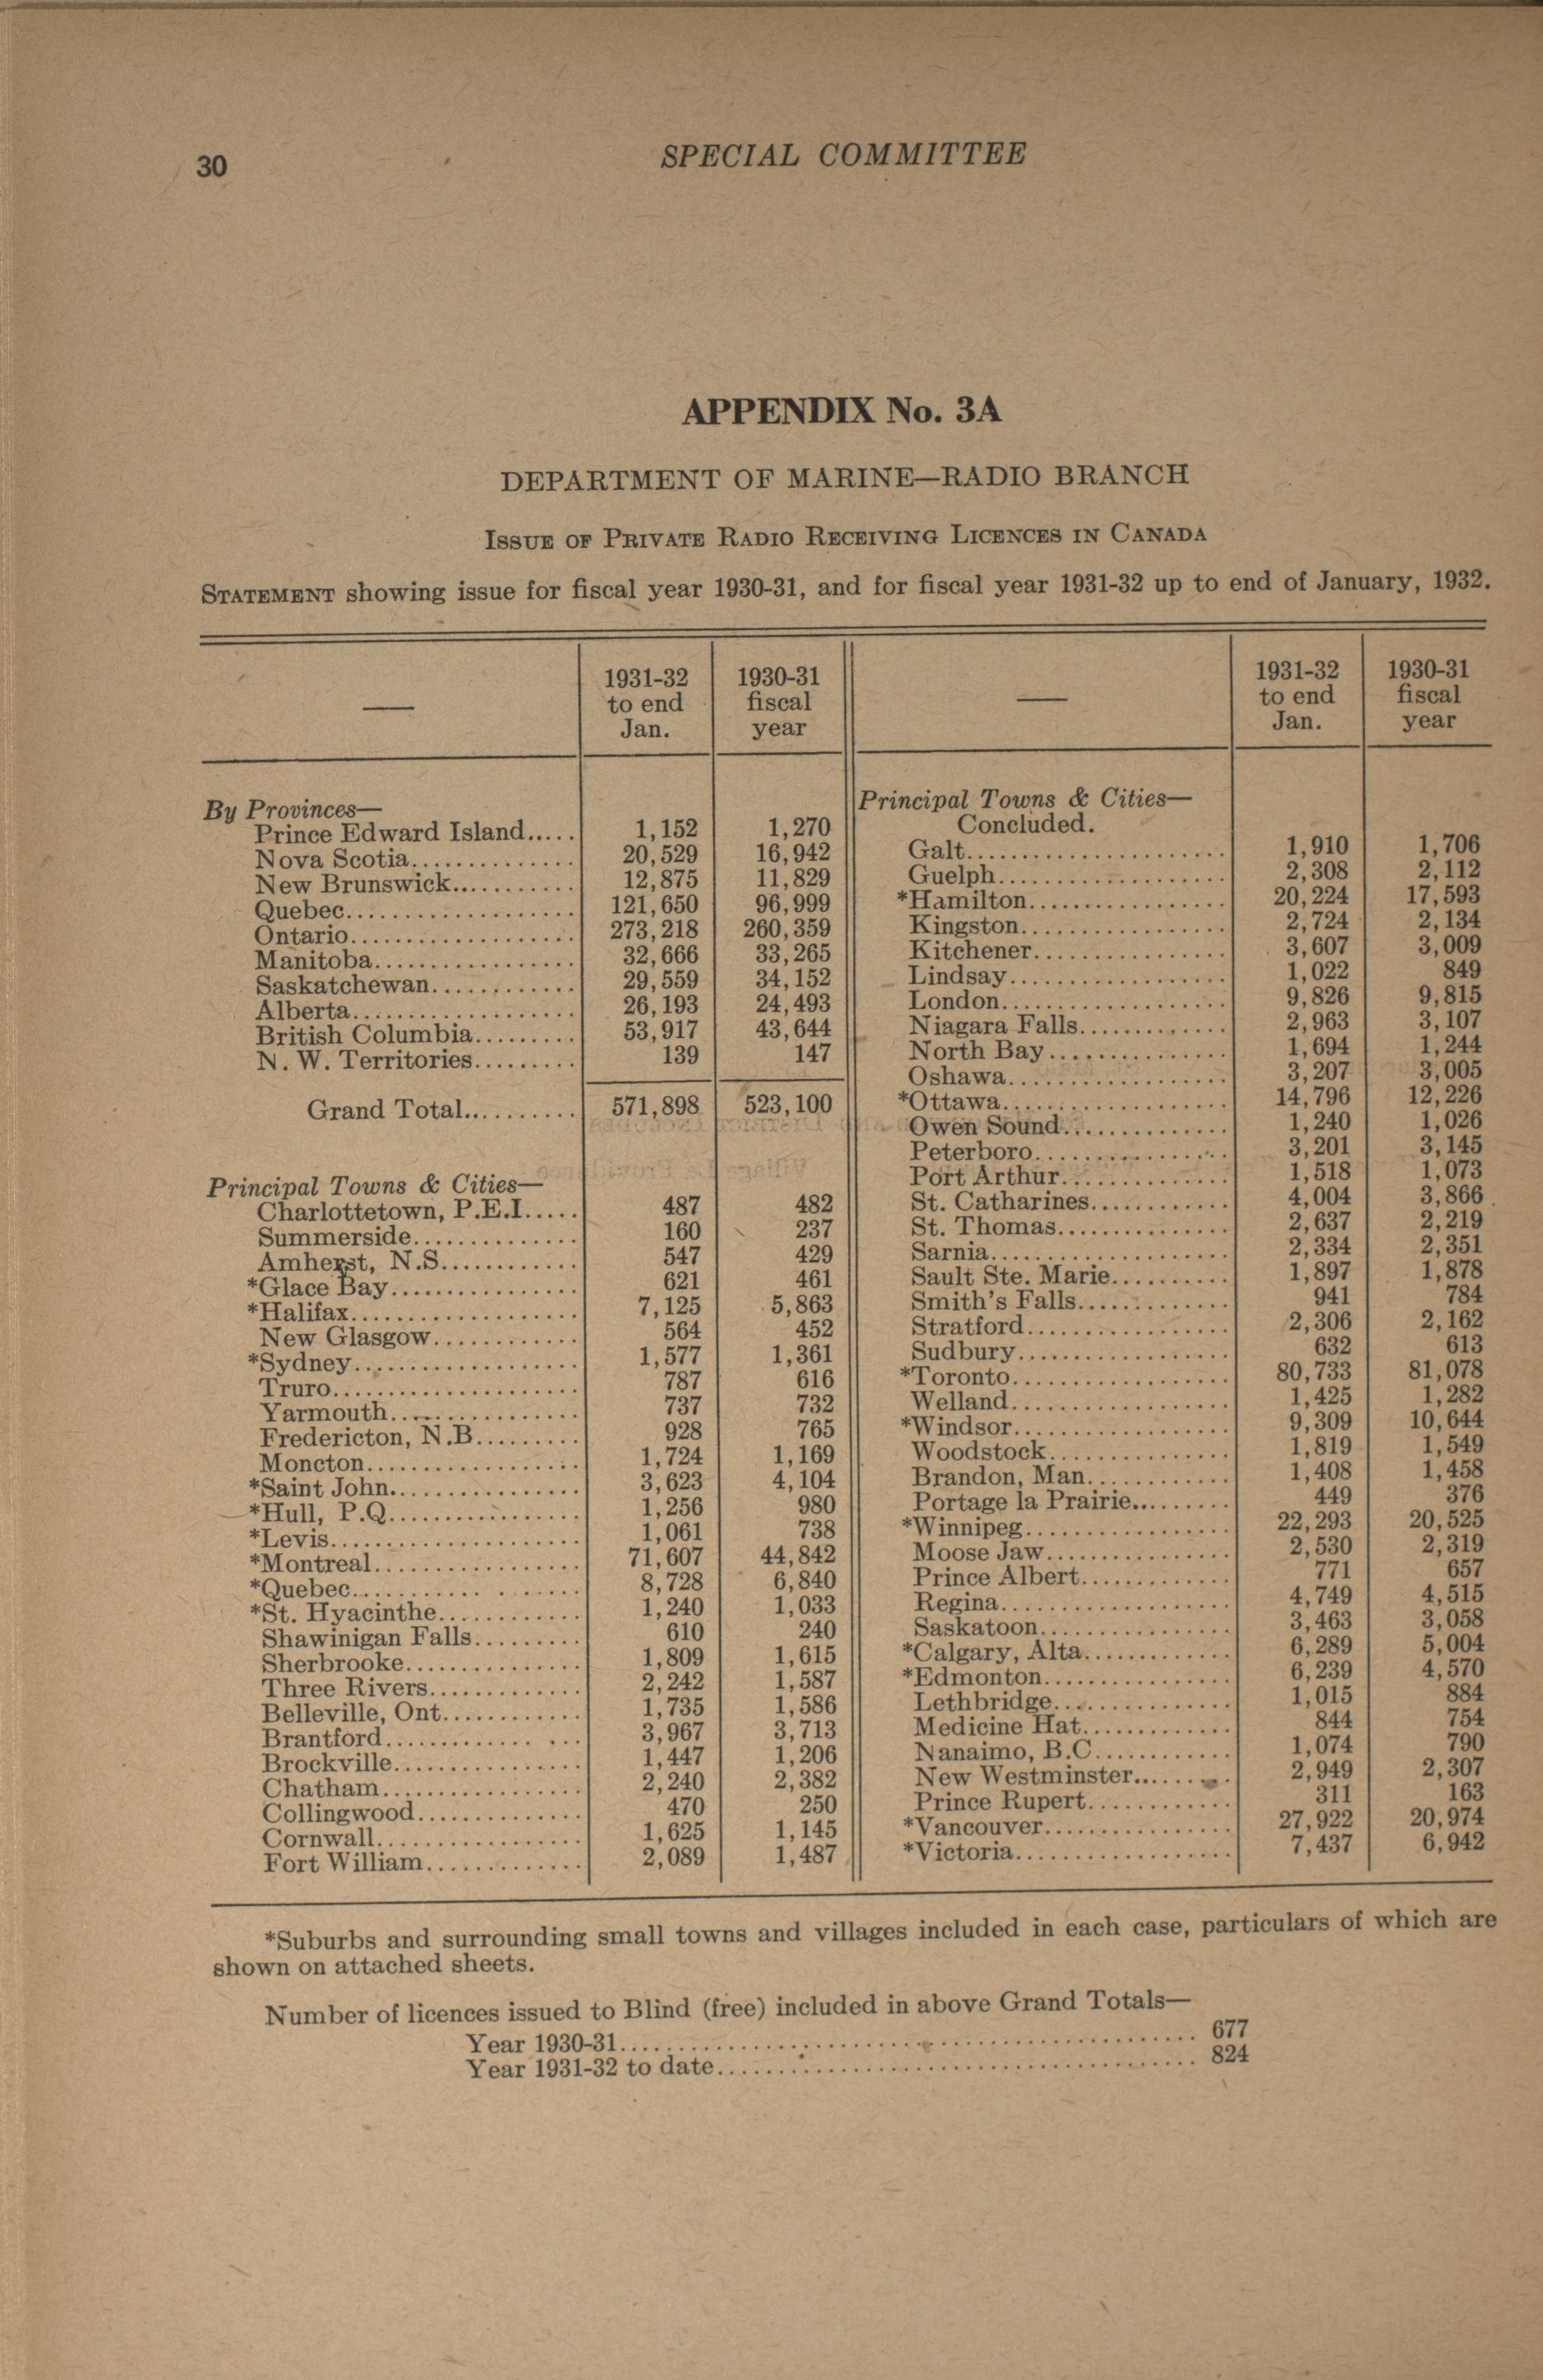 30
SPECIAL COMMITTEE
APPENDIX No. 3A
DEPARTMENT OF MARINE—RADIO BRANCH
ISSUE OF PRIVATE RADIO RECEIVING LICENCES IN CANADA
STATEMENT showing issue for fiscal year 1930-31, and for fiscal year 1931-32 up to end of January, 1932.
— 1931-32 to end Jan. 1930-31 fiscal year
By Provinces—
Prince Edward Island..... 1,152 1,270
Nova Scotia............... 20,529 16,942
New Brunswick........... 12,875 11,829
Quebec................... 121,650 96,999
Ontario................... 273,218 260,359
Manitoba................. 32,666 33,265
Saskatchewan............ 29,559 34,152
Alberta................... 26,193 24,493
British Columbia......... 53,917 43,644
N. W. Territories......... 139 147
Grand Total.......... 571,898 523,100
Principal Towns & Cities—
Charlottetown, P.E.I..... 487 482
Summerside.............. 160 237
Amherst, N.S............ 547 429
*Glace Bay................ 621 461
*Halifax................... 7,125 5,863
New Glasgow............ 564 452
*Sydney................... 1,577 1,361
Truro..................... 787 616
Yarmouth................ 737 732
Fredericton, N.B......... 928 765
Moncton................. 1,724 1,169
*Saint John................ 3,623 4,104
*Hull, P.Q................. 1,256 980
*Levis..................... 1,061 738
*Montreal................. 71,607 44,842
*Quebec................... 8,728 6,840
*St. Hyacinthe............ 1,240 1,033
Shawinigan Falls......... 610 240
Sherbrooke............... 1,809 1,615
Three Rivers............. 2,242 1,587
Belleville, Ont............ 1,735 1,586
Brantford................ 3,967 3,713
Brockville................ 1,447 1,206
Chatham................. 2,240 2,382
Collingwood.............. 470 250
Cornwall................. 1,625 1,145
Fort William............. 2,089 1,487
— 1931-32 to end Jan. 1930-31 fiscal year
Principal Towns & Cities—
Concluded.
Galt...................... 1,910 1,706
Guelph................... 2,308 2,112
*Hamilton................. 20,224 17,593
Kingston................. 2,724 2,134
Kitchener................ 3,607 3,009
Lindsay.................. 1,022 849
London................... 9,826 9,815
Niagara Falls............. 2,963 3,107
North Bay............... 1,694 1,244
Oshawa................... 3,207 3,005
*Ottawa................... 14,796 12,226
Owen Sound.............. 1,240 1,026
Peterboro................ 3,201 3,145
Port Arthur.............. 1,518 1,073
St. Catharines............ 4,004 3,866
St. Thomas............... 2,637 2,219
Sarnia.................... 2,334 2,351
Sault Ste. Marie.......... 1,897 1,878
Smith's Falls............. 941 784
Stratford................. 2,306 2,162
Sudbury.................. 632 613
*Toronto.................. 80,733 81,078
Welland.................. 1,425 1,282
*Windsor.................. 9,309 10,644
Woodstock............... 1,819 1,549
Brandon, Man............ 1,408 1,458
Portage la Prairie......... 449 376
*Winnipeg................. 22,293 20,525
Moose Jaw............... 2,530 2,319
Prince Albert............. 771 657
Regina................... 4,749 4,515
Saskatoon................ 3,463 3,058
*Calgary, Alta............. 6,289 5,004
*Edmonton................ 6,239 4,570
Lethbridge............... 1,015 884
Medicine Hat............. 844 754
Nanaimo, B.C............ 1,074 790
New Westminster........ 2,949 2,307
Prince Rupert............ 311 163
*Vancouver................ 27,922 20,974
*Victoria.................. 7,437 6,942
*Suburbs and surrounding small towns and villages included in each case, particulars of which are
shown on attached sheets.
Number of licences issued to Blind (free) included in above Grand Totals—
Year 1930-31.................................................. 677
Year 1931-32 to date.......................................... 824